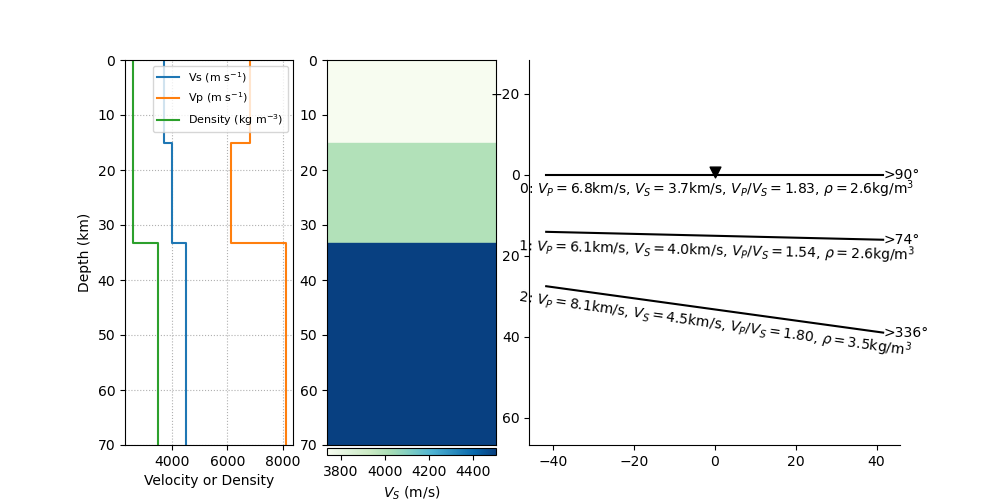 0
10
20
30
40
50
60
70
Depth (km)
Vs (m s⁻¹)
Vp (m s⁻¹)
Density (kg m⁻³)
4000 6000 8000
Velocity or Density
0
10
20
30
40
50
60
70
3800 4000 4200 4400
V_S (m/s)
−20
0
20
40
60
>90°
0: V_P = 6.8km/s, V_S = 3.7km/s, V_P/V_S = 1.83, ρ = 2.6kg/m³
>74°
1: V_P = 6.1km/s, V_S = 4.0km/s, V_P/V_S = 1.54, ρ = 2.6kg/m³
>336°
2: V_P = 8.1km/s, V_S = 4.5km/s, V_P/V_S = 1.80, ρ = 3.5kg/m³
−40 −20 0 20 40